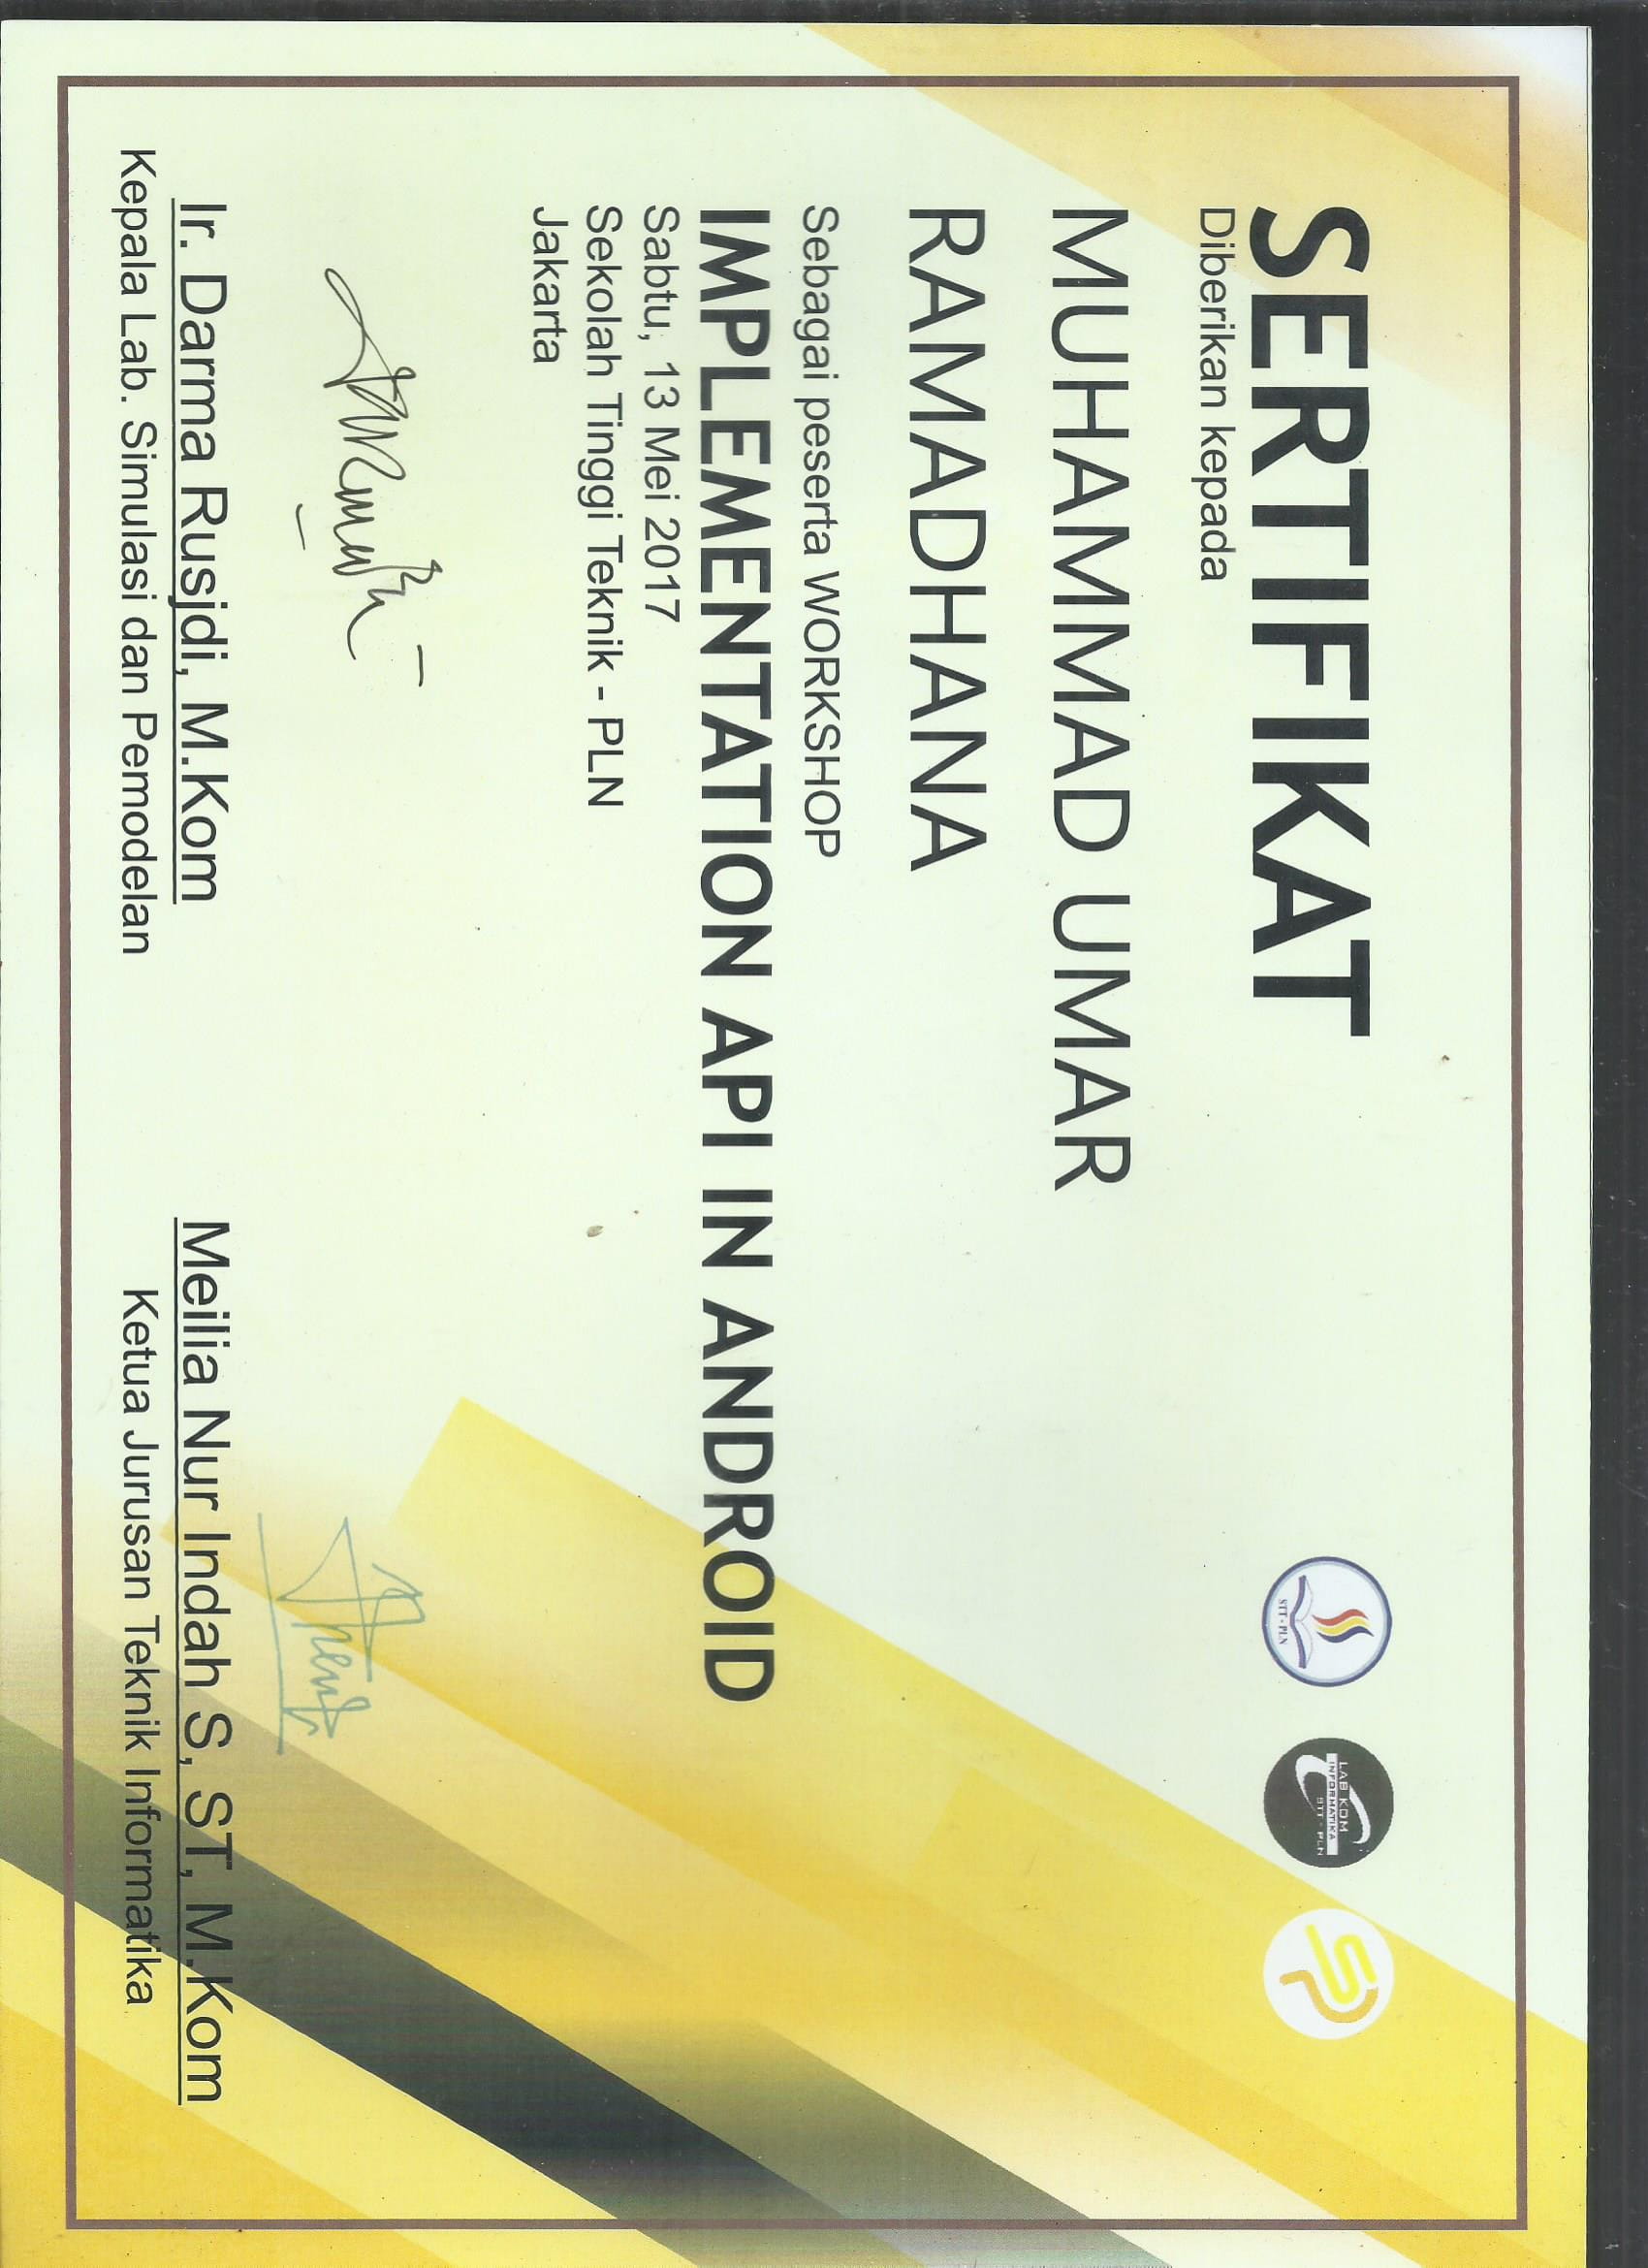 SERTIFIKAT
Diberikan kepada
STT - PLN
LAB KOM
INFORMATIKA
STT - PLN
MUHAMMAD UMAR
RAMADHANA
Sebagai peserta WORKSHOP
IMPLEMENTATION API IN ANDROID
Sabtu, 13 Mei 2017
Sekolah Tinggi Teknik - PLN
Jakarta
Ir. Darma Rusjdi, M.Kom
Kepala Lab. Simulasi dan Pemodelan
Meilia Nur Indah S, ST, M.Kom
Ketua Jurusan Teknik Informatika